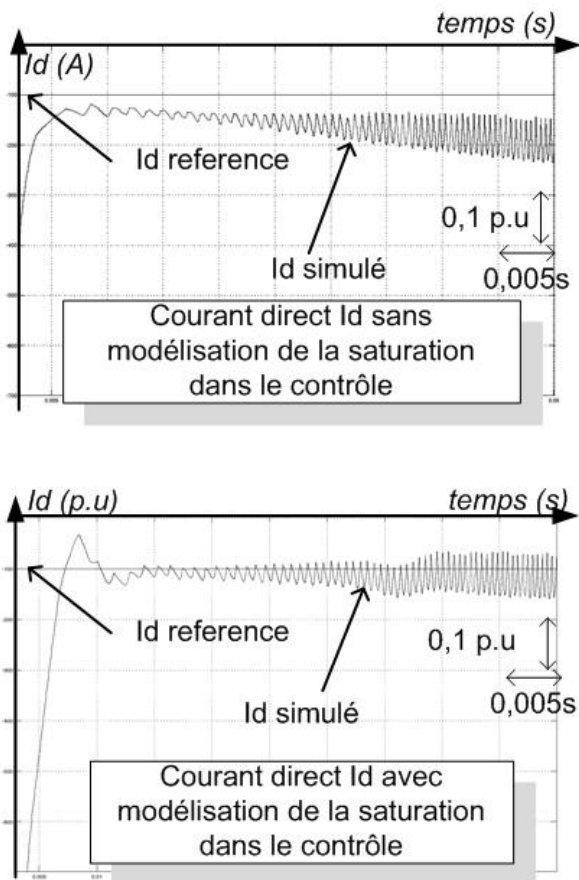 temps (s)
Id (A)
-100
Id reference
0,1 p.u
Id simulé
0,005s
Courant direct Id sans
modélisation de la saturation
dans le contrôle
Id (p.u)
temps (s)
Id reference
0,1 p.u
Id simulé
0,005s
Courant direct Id avec
modélisation de la saturation
dans le contrôle